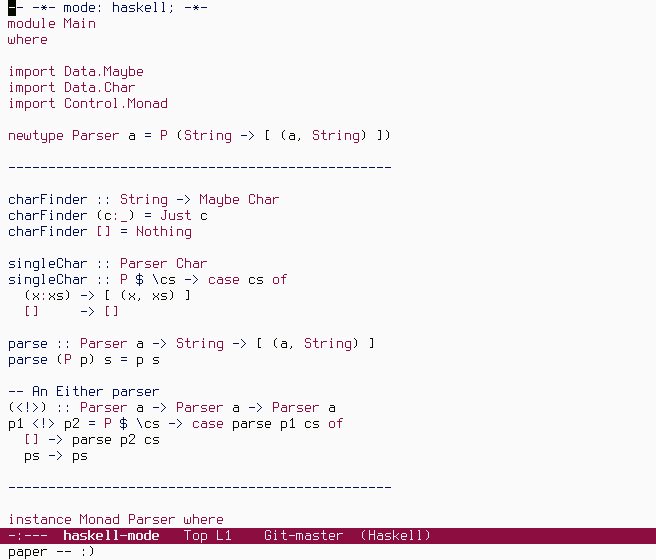 -- -*- mode: haskell; -*-
module Main
where

import Data.Maybe
import Data.Char
import Control.Monad

newtype Parser a = P (String -> [ (a, String) ])

------------------------------------------------

charFinder :: String -> Maybe Char
charFinder (c:_) = Just c
charFinder [] = Nothing

singleChar :: Parser Char
singleChar :: P $ \cs -> case cs of
  (x:xs) -> [ (x, xs) ]
  []     -> []

parse :: Parser a -> String -> [ (a, String) ]
parse (P p) s = p s

-- An Either parser
(<!>) :: Parser a -> Parser a -> Parser a
p1 <!> p2 = P $ \cs -> case parse p1 cs of
  [] -> parse p2 cs
  ps -> ps

------------------------------------------------

instance Monad Parser where
-:---  haskell-mode   Top L1    Git-master  (Haskell)
paper -- :)